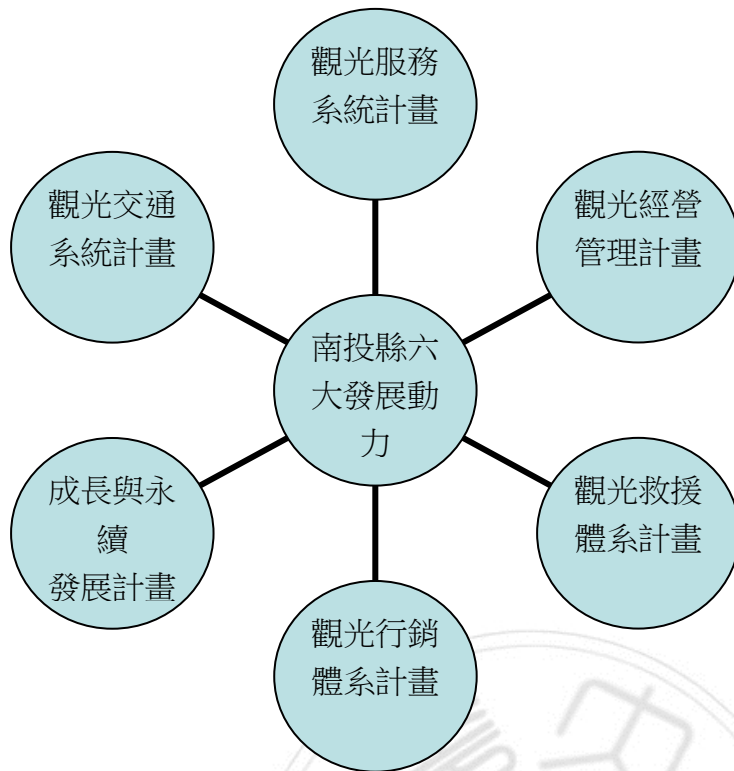 觀光服務
系統計畫
觀光交通
系統計畫
觀光經營
管理計畫
南投縣六
大發展動
力
成長與永
續
發展計畫
觀光救援
體系計畫
觀光行銷
體系計畫